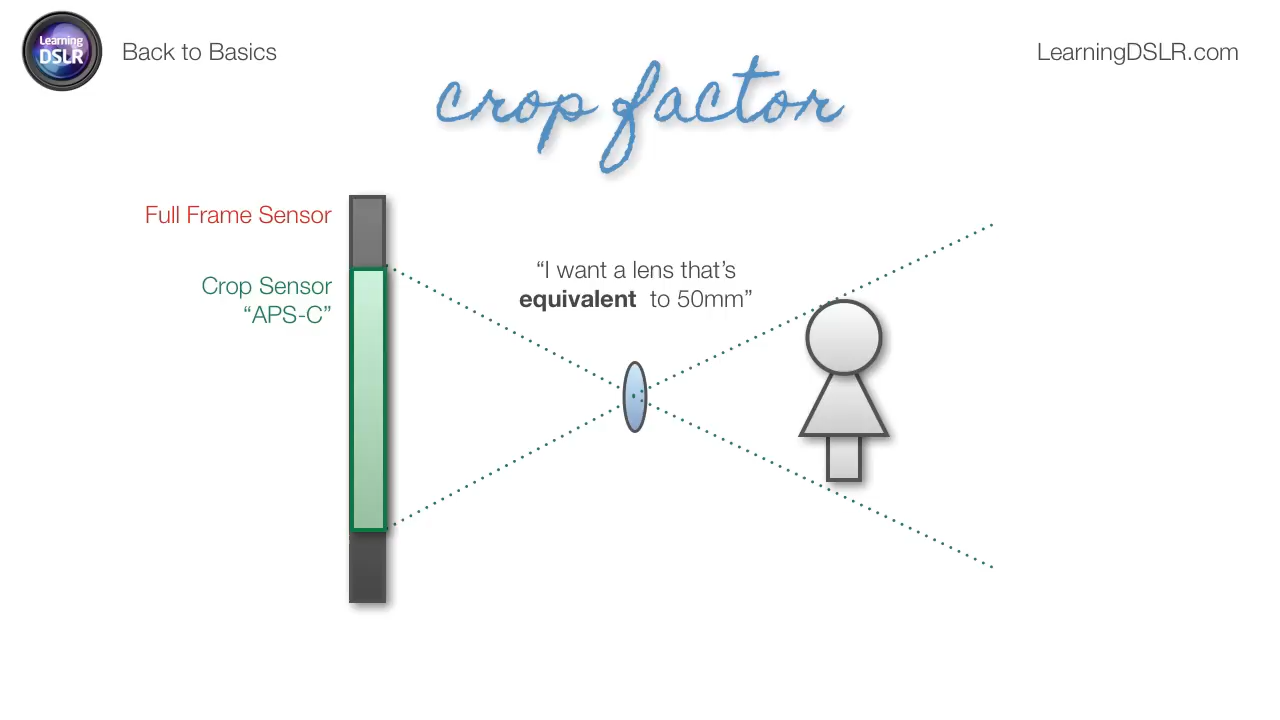 Learning
DSLR
Back to Basics
LearningDSLR.com
crop factor
Full Frame Sensor
Crop Sensor
“APS-C”
“I want a lens that’s
equivalent to 50mm”